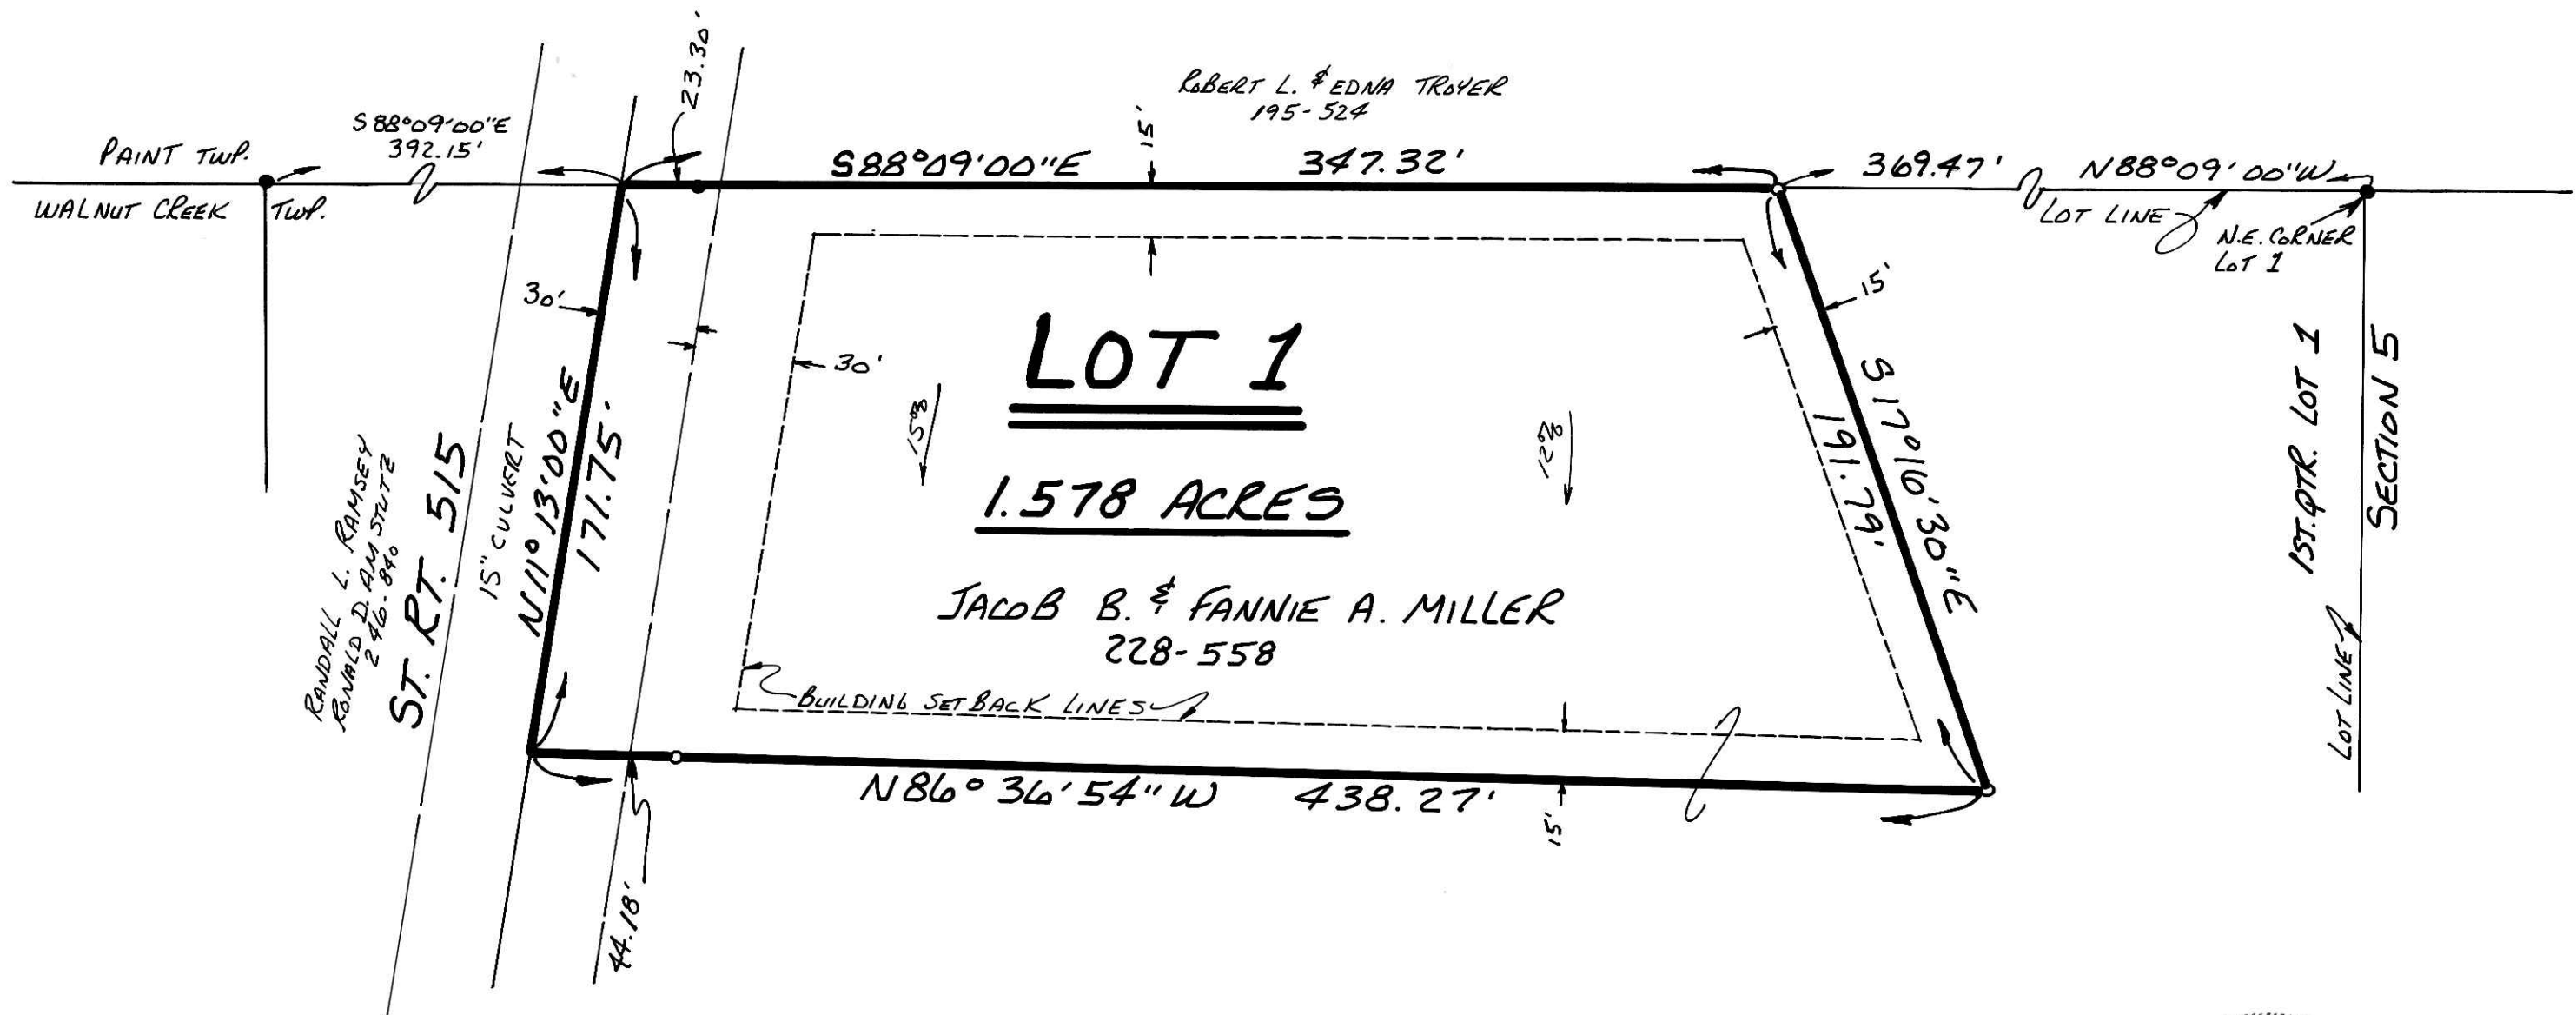 23.30'
ROBERT L. & EDNA TROYER
195-524
S88°09'00"E
392.15'
PAINT TWP.
WALNUT CREEK TWP.
S88°09'00"E 347.32'
15'
369.47' N88°09'00"W
LOT LINE
N.E. CORNER
LOT 1
30'
30'
15'
LOT 1
1.578 ACRES
JACOB B. & FANNIE A. MILLER
228-558
BUILDING SETBACK LINES
15%
12%
S17°16'30"E
191.79'
1ST. QTR. LOT 1
SECTION 5
LOT LINE
RANDALL L. RAMSEY
RONALD D. AMSTUTZ
246-840
ST. RT. 515
15" CULVERT
N11°13'00"E
171.75'
N86°36'54"W 438.27'
15'
44.18'